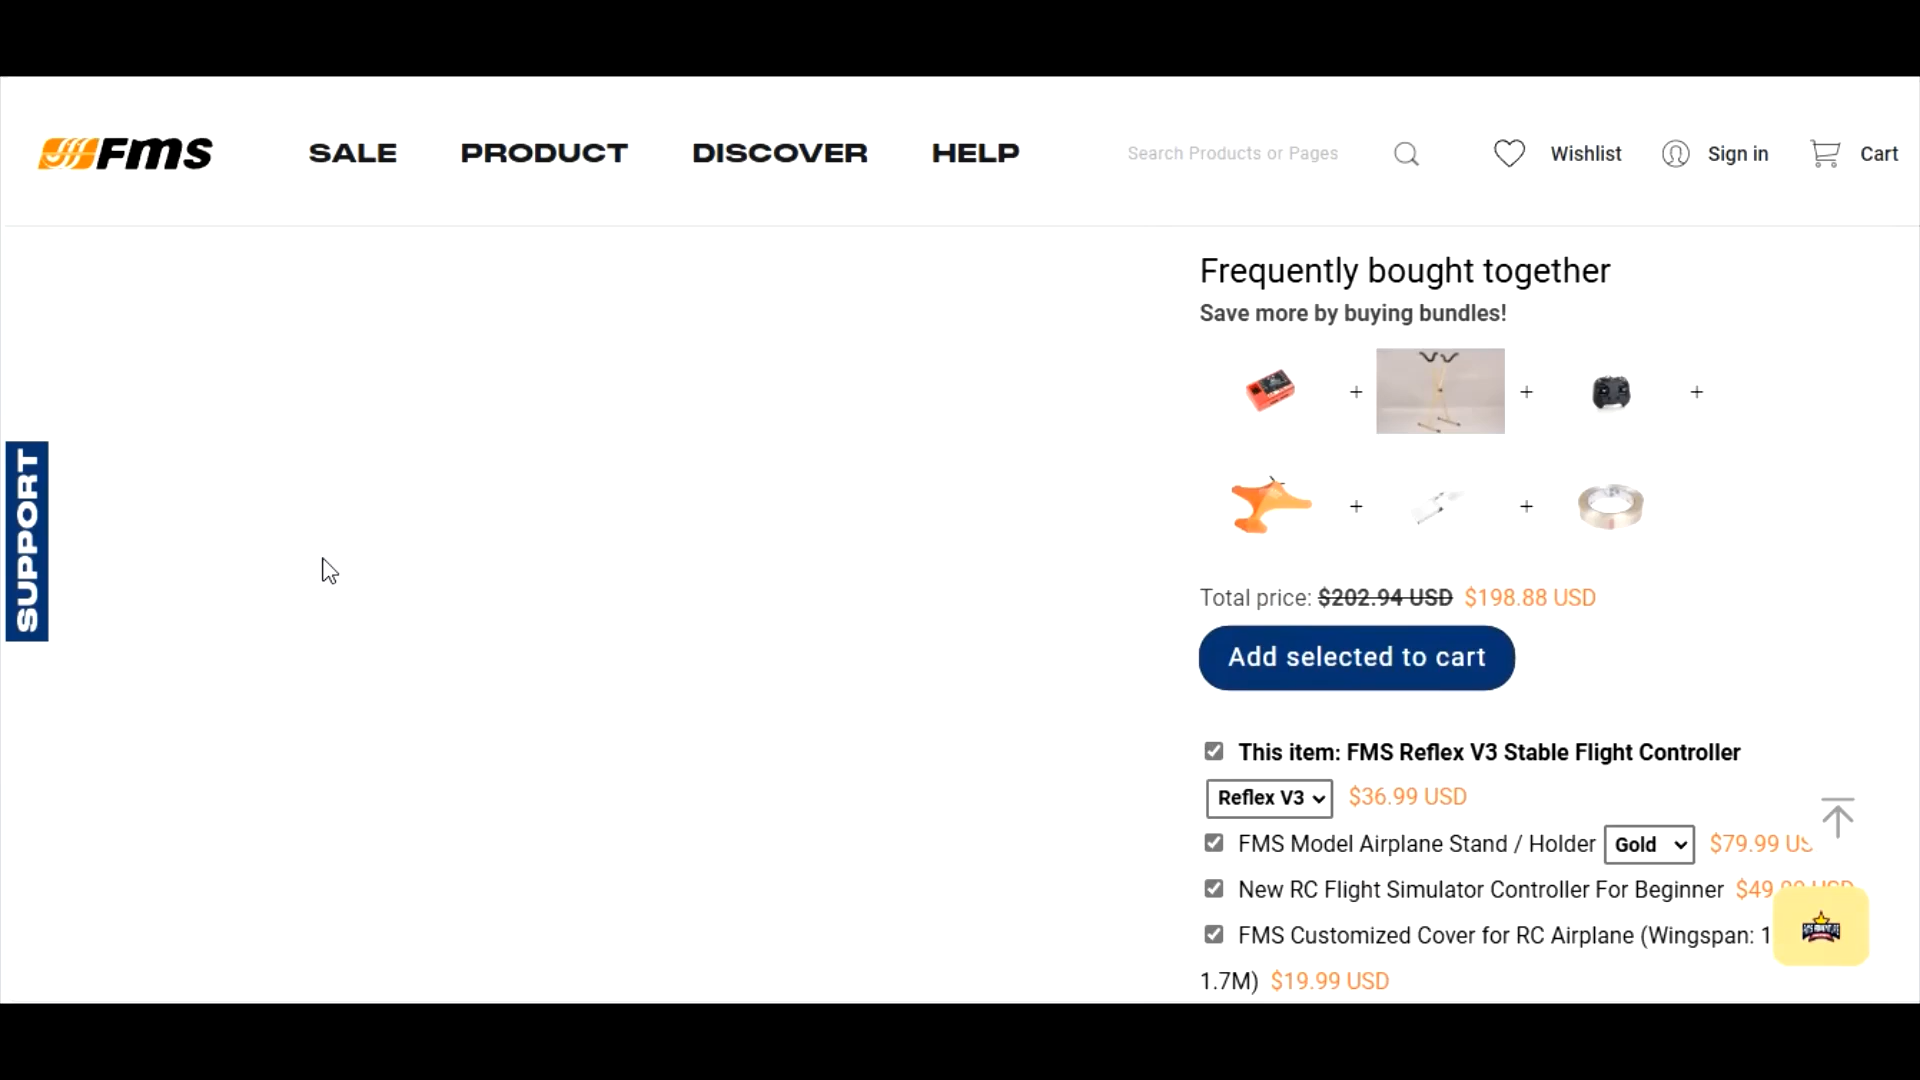 Fms SALE PRODUCT DISCOVER HELP Search Products or Pages Wishlist Sign in Cart
Frequently bought together
Save more by buying bundles!
+ + +
+ +
SUPPORT
Total price: $202.94 USD $198.88 USD
Add selected to cart
This item: FMS Reflex V3 Stable Flight Controller
Reflex V3 $36.99 USD
FMS Model Airplane Stand / Holder Gold $79.99 US
New RC Flight Simulator Controller For Beginner
FMS Customized Cover for RC Airplane (Wingspan: 1
1.7M) $19.99 USD